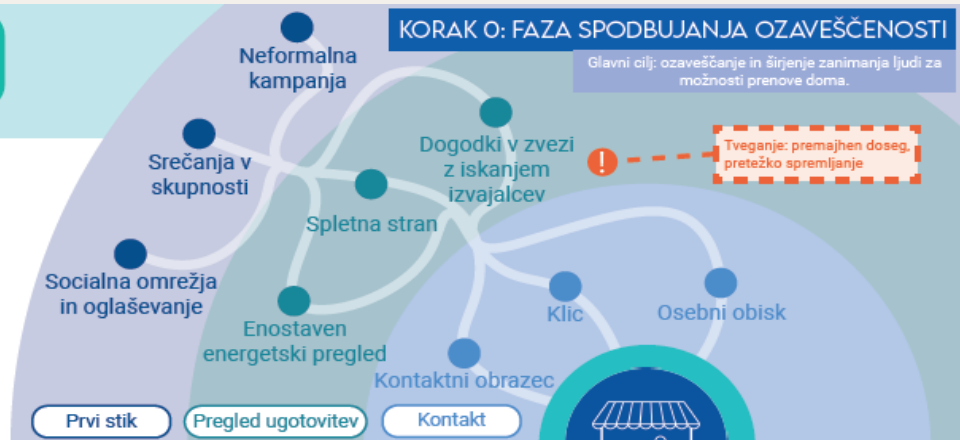 KORAK 0: FAZA SPODBUJANJA OZAVEŠČENOSTI
Glavni cilj: ozaveščanje in širjenje zanimanja ljudi za
možnosti prenove doma.
Neformalna
kampanja
Srečanja v
skupnosti
Socialna omrežja
in oglaševanje
Dogodki v zvezi
z iskanjem
izvajalcev
Spletna stran
Enostaven
energetski pregled
!
Tveganje: premajhen doseg,
pretežko spremljanje
Klic
Osebni obisk
Kontaktni obrazec
Prvi stik
Pregled ugotovitev
Kontakt